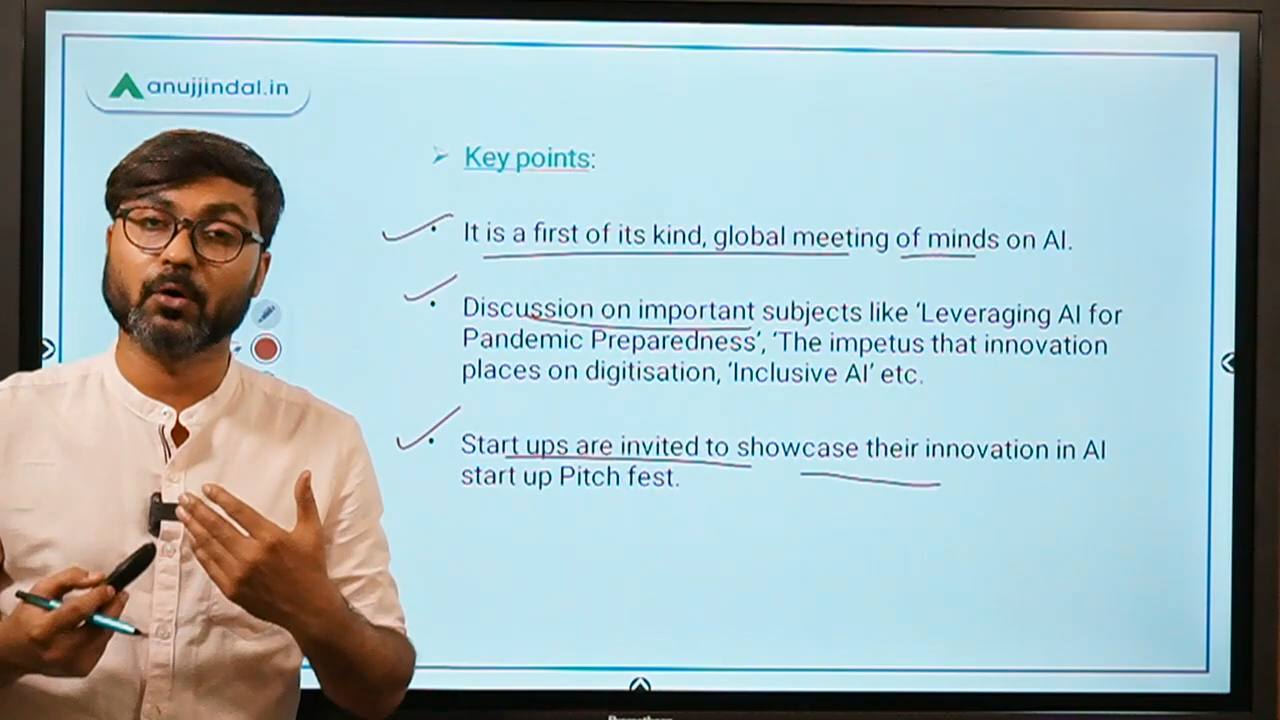 anujjindal.in
Key points:
It is a first of its kind, global meeting of minds on AI.
Discussion on important subjects like ‘Leveraging AI for
Pandemic Preparedness’, ‘The impetus that innovation
places on digitisation, ‘Inclusive AI’ etc.
Start ups are invited to showcase their innovation in AI
start up Pitch fest.